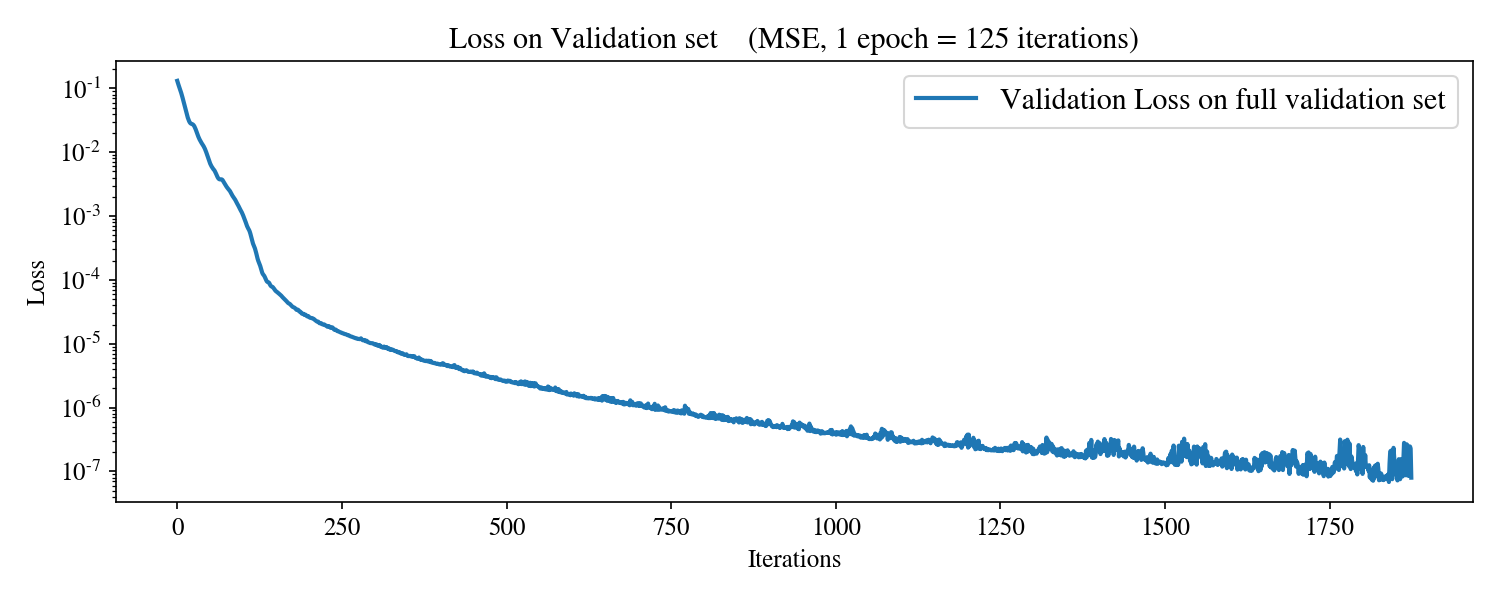 Loss on Validation set    (MSE, 1 epoch = 125 iterations)
Validation Loss on full validation set
Loss
10⁻¹
10⁻²
10⁻³
10⁻⁴
10⁻⁵
10⁻⁶
10⁻⁷
0 250 500 750 1000 1250 1500 1750
Iterations